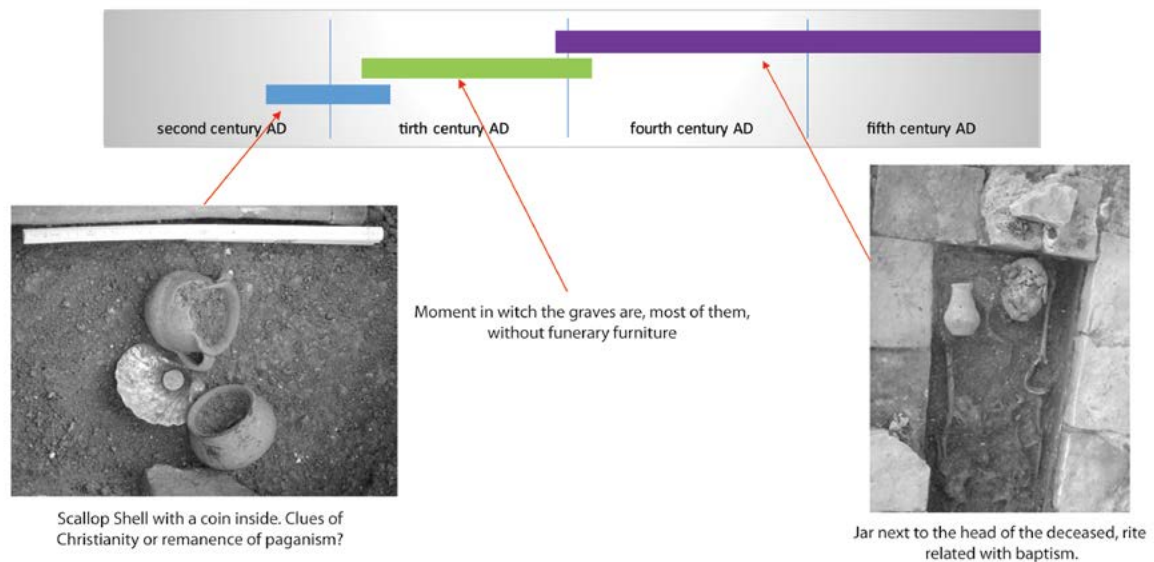 second century AD
tirth century AD
fourth century AD
fifth century AD
Moment in witch the graves are, most of them,
without funerary furniture
Scallop Shell with a coin inside. Clues of
Christianity or remanence of paganism?
Jar next to the head of the deceased, rite
related with baptism.